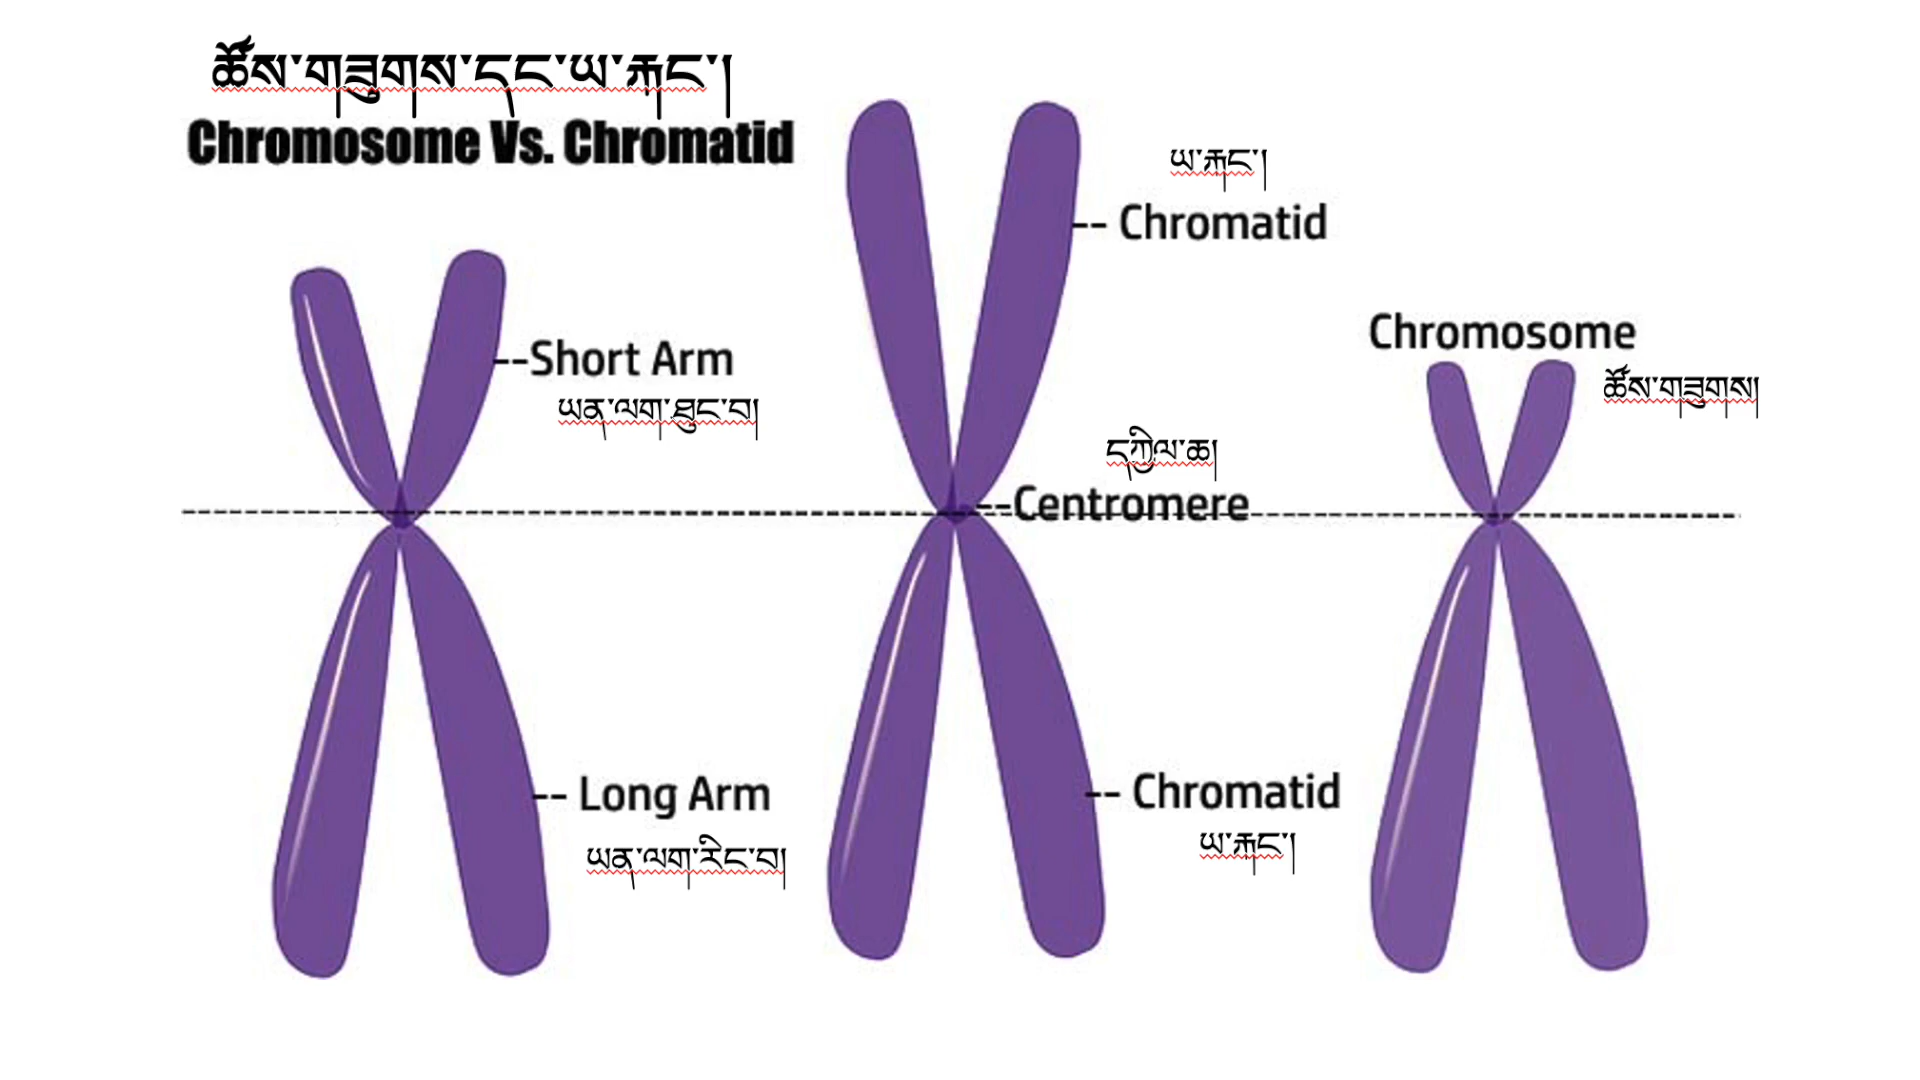 ཚོས་གཟུགས་དང་ཡ་རྐང་།
Chromosome Vs. Chromatid
ཡ་རྐང་།
-- Chromatid
Chromosome
ཚོས་གཟུགས།
--Short Arm
ཡན་ལག་ཐུང་བ།
དཀྱིལ་ཆ།
--Centromere
-- Long Arm
ཡན་ལག་རིང་བ།
-- Chromatid
ཡ་རྐང་།